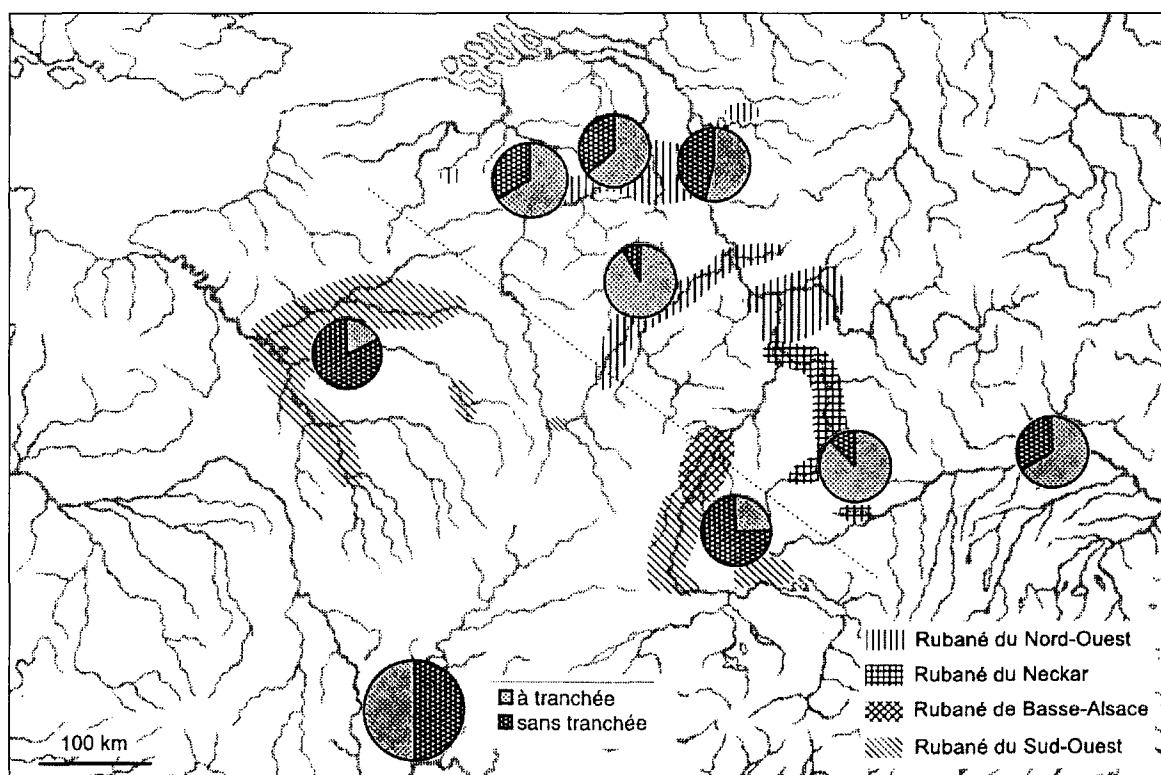 à tranchée
sans tranchée
100 km
Rubané du Nord-Ouest
Rubané du Neckar
Rubané de Basse-Alsace
Rubané du Sud-Ouest